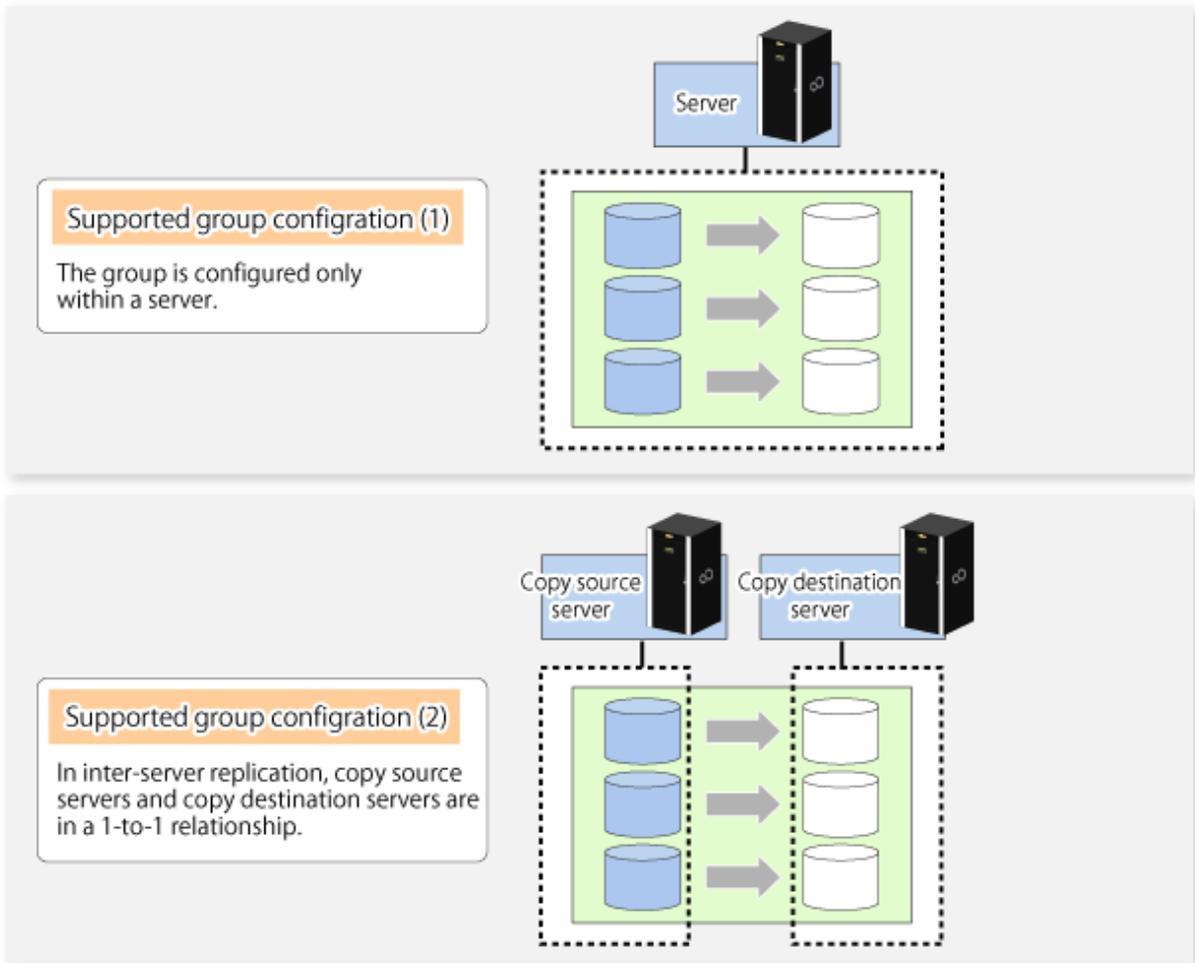 Server
Supported group configration (1)
The group is configured only
within a server.
Copy source
server
Copy destination
server
Supported group configration (2)
In inter-server replication, copy source
servers and copy destination servers are
in a 1-to-1 relationship.